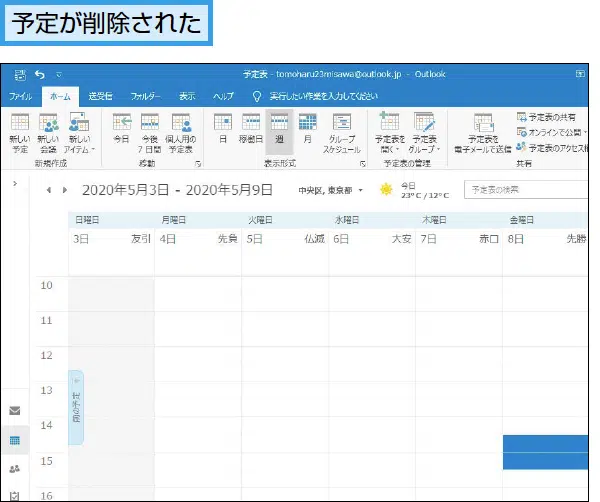 予定が削除された
予定表 - tomoharu23misawa@outlook.jp - Outlook
ファイル ホーム 送受信 フォルダー 表示 ヘルプ 実行したい作業を入力してください
新しい予定 新しい会議 新しいアイテム 今日 今後7日間 個人用の予定表 日 稼働日 週 月 グループスケジュール 予定表を開く 予定表グループ 予定表を電子メールで送信 予定表の共有
オンラインで公開
予定表のアクセス
新規作成 移動 表示形式 予定表の管理 共有
2020年5月3日 - 2020年5月9日 中央区, 東京都 今日 23°C / 12°C 予定表の検索
日曜日 月曜日 火曜日 水曜日 木曜日 金曜日
3日 友引 4日 先負 5日 仏滅 6日 大安 7日 赤口 8日 先勝
10
11
12
13
前の予定
14
15
16